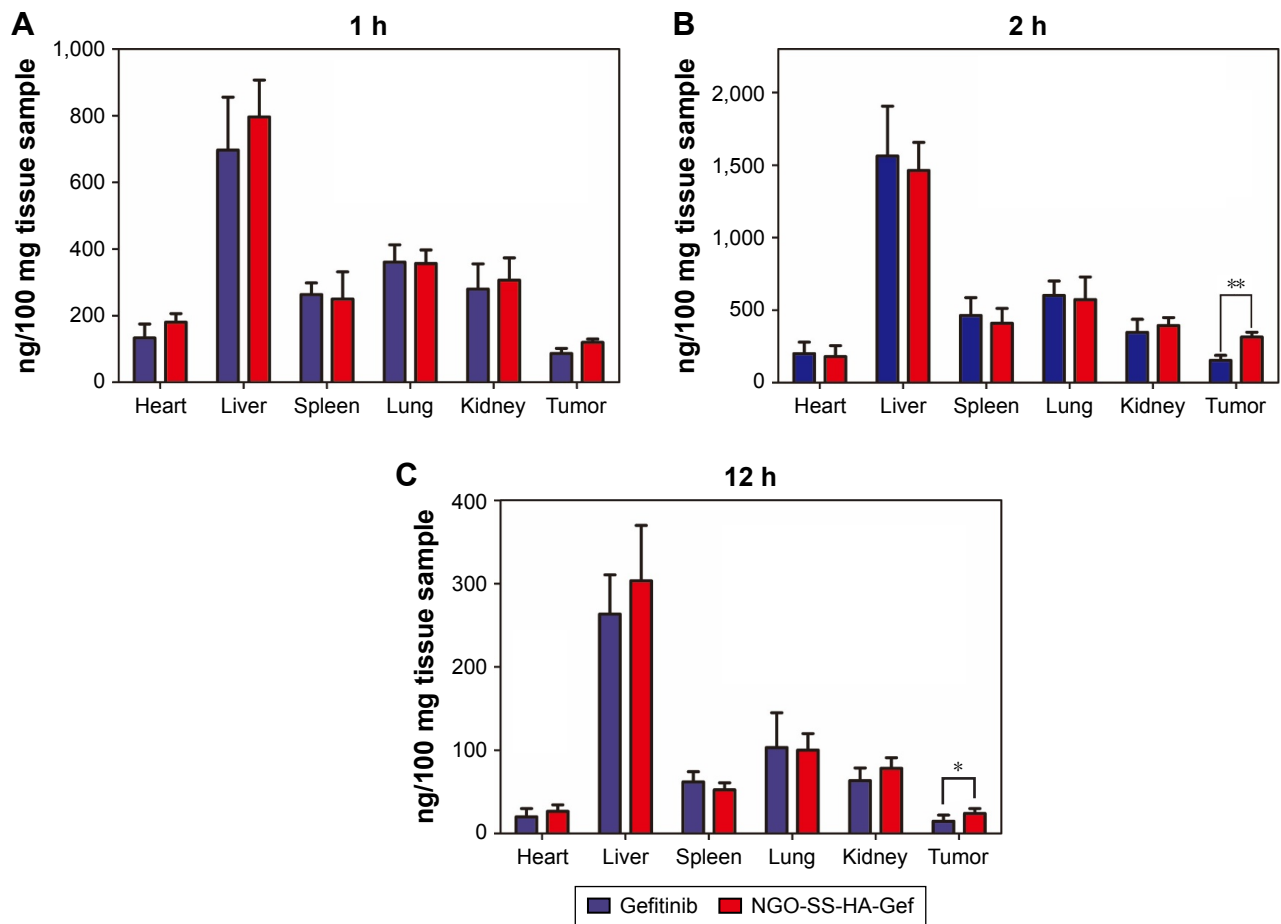 A
1 h
ng/100 mg tissue sample
1,000
800
600
400
200
0
Heart Liver Spleen Lung Kidney Tumor
B
2 h
ng/100 mg tissue sample
2,000
1,500
1,000
500
0
**
Heart Liver Spleen Lung Kidney Tumor
C
12 h
ng/100 mg tissue sample
400
300
200
100
0
*
Heart Liver Spleen Lung Kidney Tumor
Gefitinib NGO-SS-HA-Gef